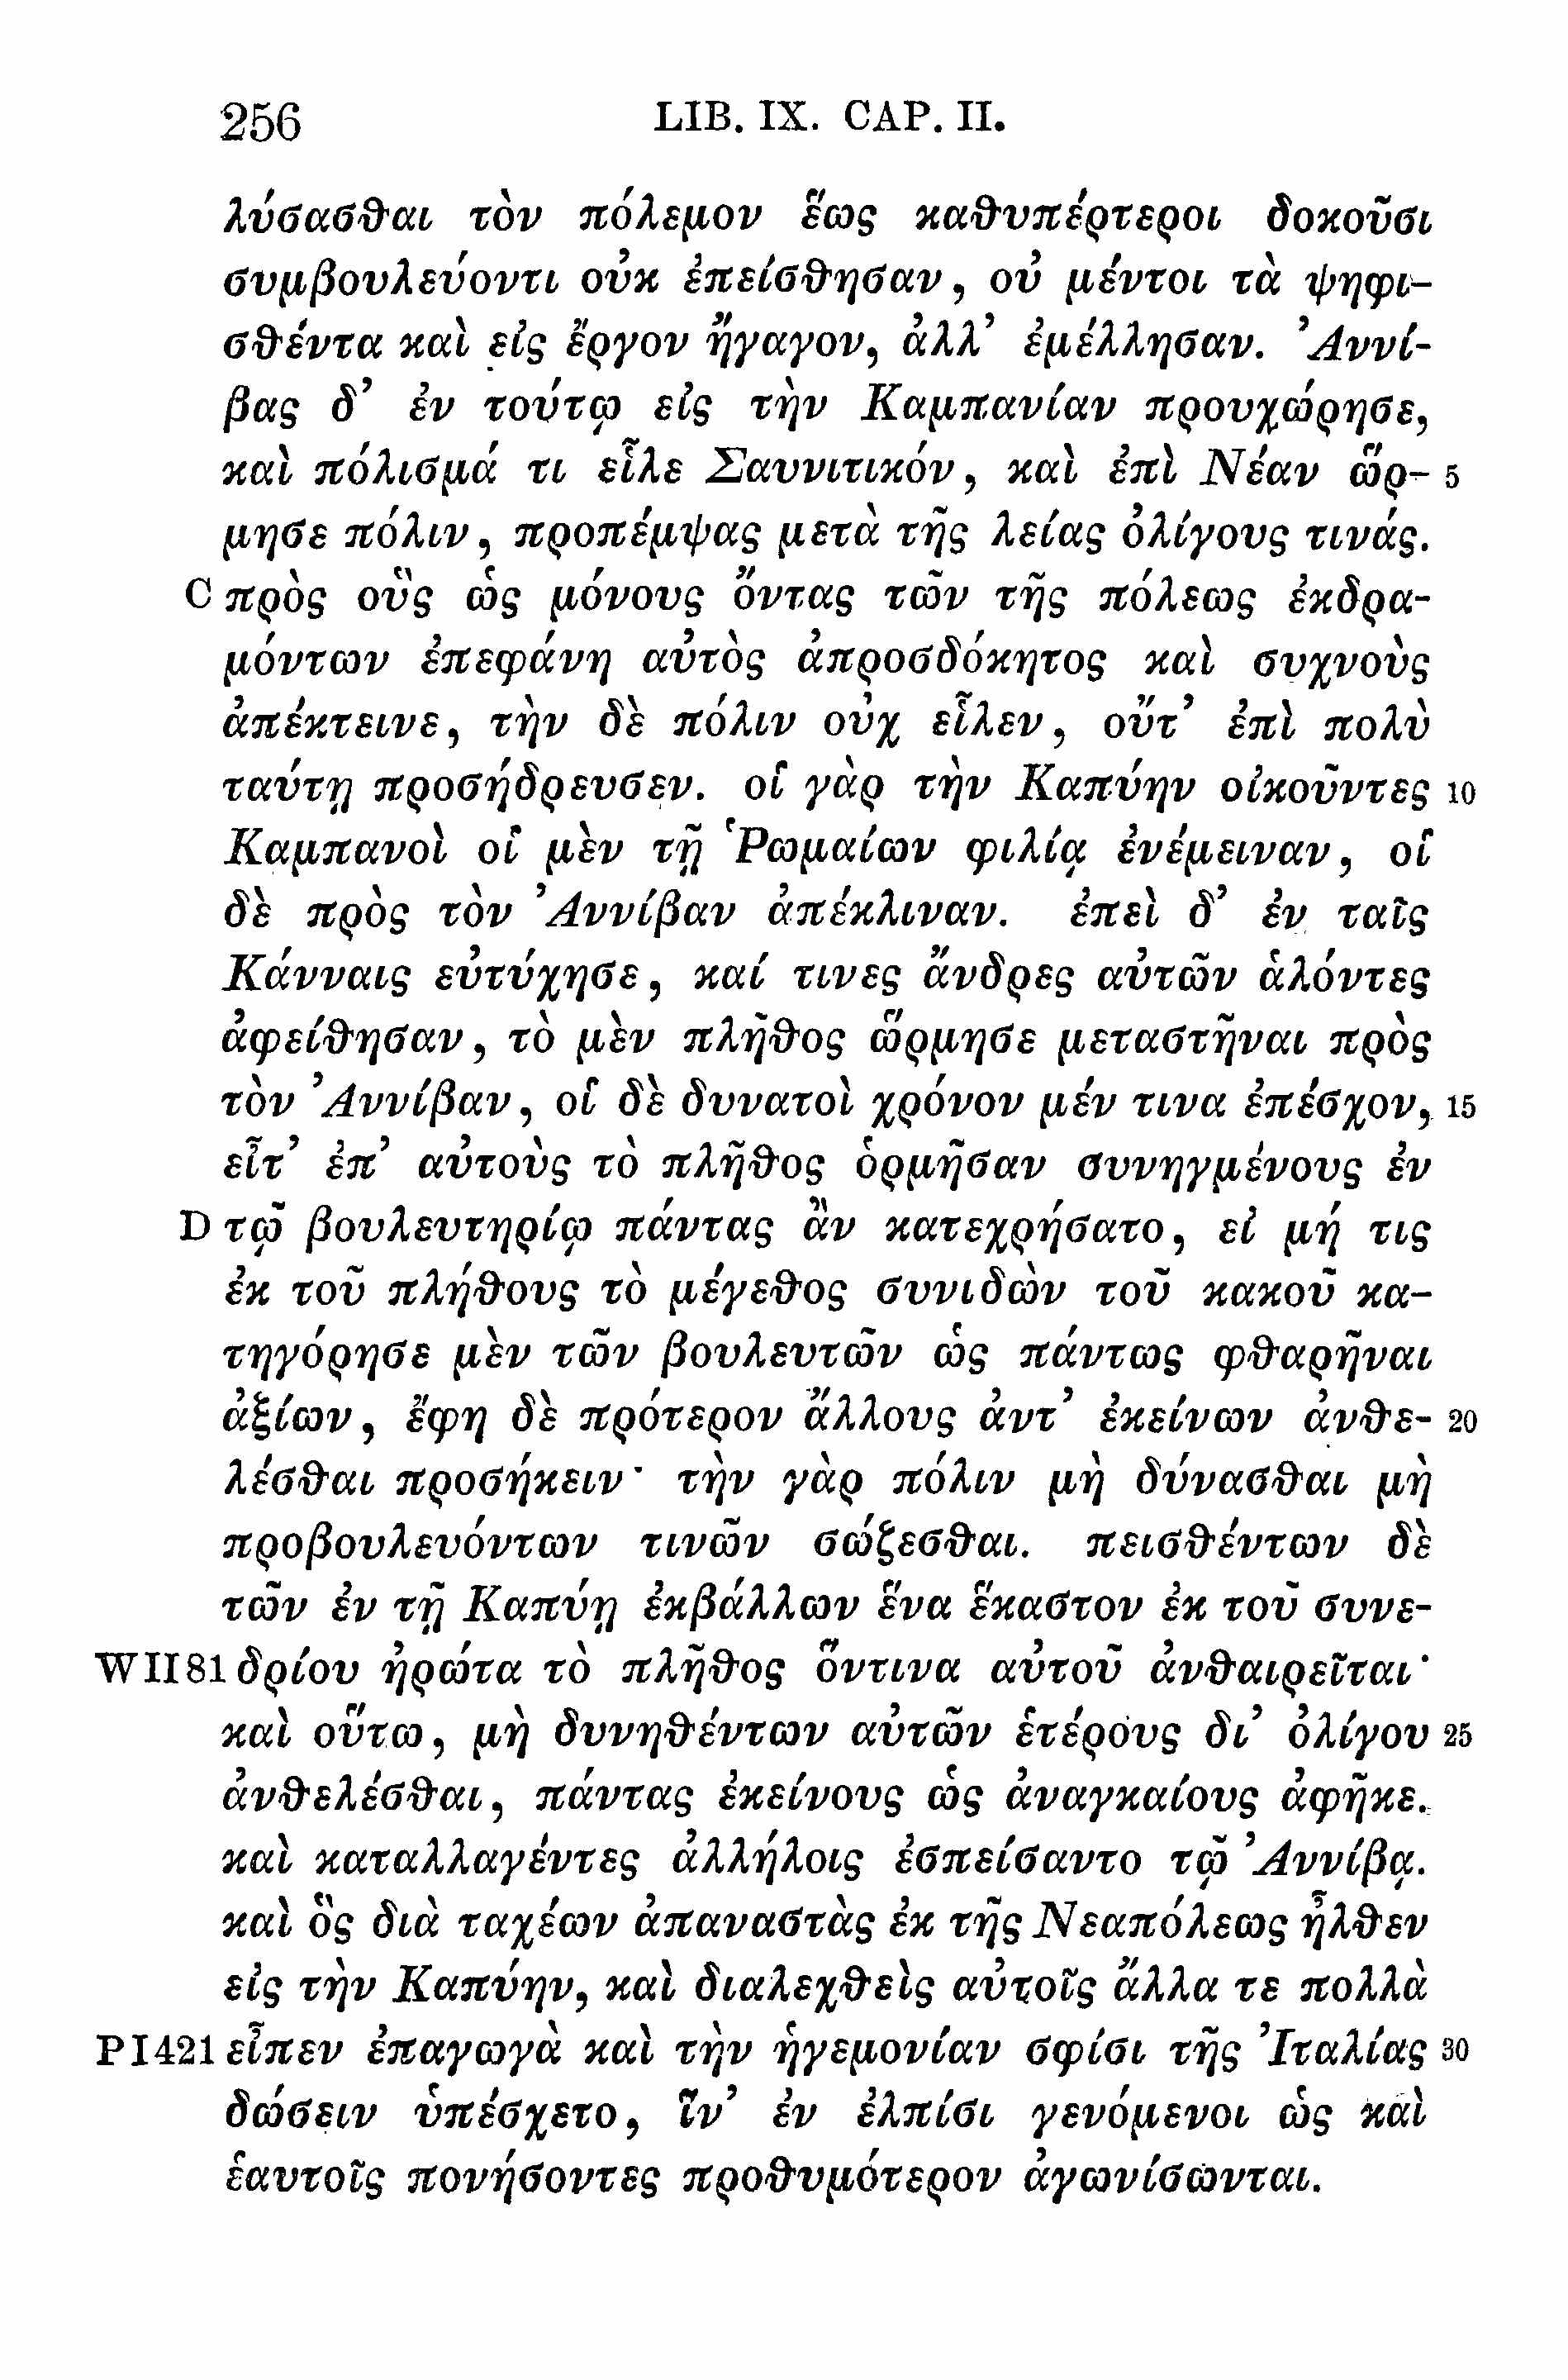 256 LIB. IX. CAP. II.
λύσασθαι τὸν πόλεμον ἕως καθυπέρτεροι δοκοῦσι
συμβουλεύοντι οὐκ ἐπείσθησαν, οὐ μέντοι τὰ ψηφι-
σθέντα καὶ εἰς ἔργον ἤγαγον, ἀλλ’ ἐμέλλησαν. Ἀννί-
βας δ’ ἐν τούτῳ εἰς τὴν Καμπανίαν προυχώρησε,
καὶ πόλισμά τι εἷλε Σαυνιτικόν, καὶ ἐπὶ Νέαν ὥρ- 5
μησε πόλιν, προπέμψας μετὰ τῆς λείας ὀλίγους τινάς.
C πρὸς οὓς ὡς μόνους ὄντας τῶν τῆς πόλεως ἐκδρα-
μόντων ἐπεφάνη αὐτὸς ἀπροσδόκητος καὶ συχνοὺς
ἀπέκτεινε, τὴν δὲ πόλιν οὐχ εἷλεν, οὔτ’ ἐπὶ πολὺ
ταύτῃ προσήδρευσεν. οἱ γὰρ τὴν Καπύην οἰκοῦντες 10
Καμπανοὶ οἱ μὲν τῇ Ῥωμαίων φιλίᾳ ἐνέμειναν, οἱ
δὲ πρὸς τὸν Ἀννίβαν ἀπέκλιναν. ἐπεὶ δ’ ἐν ταῖς
Κάνναις εὐτύχησε, καί τινες ἄνδρες αὐτῶν ἁλόντες
ἀφείθησαν, τὸ μὲν πλῆθος ὥρμησε μεταστῆναι πρὸς
τὸν Ἀννίβαν, οἱ δὲ δυνατοὶ χρόνον μέν τινα ἐπέσχον, 15
εἶτ’ ἐπ’ αὐτοὺς τὸ πλῆθος ὁρμῆσαν συνηγμένους ἐν
D τῷ βουλευτηρίῳ πάντας ἂν κατεχρήσατο, εἰ μή τις
ἐκ τοῦ πλήθους τὸ μέγεθος συνιδὼν τοῦ κακοῦ κα-
τηγόρησε μὲν τῶν βουλευτῶν ὡς πάντως φθαρῆναι
ἀξίων, ἔφη δὲ πρότερον ἄλλους ἀντ’ ἐκείνων ἀνθε- 20
λέσθαι προσήκειν· τὴν γὰρ πόλιν μὴ δύνασθαι μὴ
προβουλευόντων τινῶν σώζεσθαι. πεισθέντων δὲ
τῶν ἐν τῇ Καπύῃ ἐκβάλλων ἕνα ἕκαστον ἐκ τοῦ συνε-
W II 81 δρίου ἠρώτα τὸ πλῆθος ὅντινα αὐτοῦ ἀνθαιρεῖται·
καὶ οὕτω, μὴ δυνηθέντων αὐτῶν ἑτέρους δι’ ὀλίγου 25
ἀνθελέσθαι, πάντας ἐκείνους ὡς ἀναγκαίους ἀφῆκε.
καὶ καταλλαγέντες ἀλλήλοις ἐσπείσαντο τῷ Ἀννίβᾳ.
καὶ ὃς διὰ ταχέων ἀπαναστὰς ἐκ τῆς Νεαπόλεως ἦλθεν
εἰς τὴν Καπύην, καὶ διαλεχθεὶς αὐτοῖς ἄλλα τε πολλὰ
P I 421 εἶπεν ἐπαγωγὰ καὶ τὴν ἡγεμονίαν σφίσι τῆς Ἰταλίας 30
δώσειν ὑπέσχετο, ἵν’ ἐν ἐλπίσι γενόμενοι ὡς καὶ
ἑαυτοῖς πονήσοντες προθυμότερον ἀγωνίσωνται.